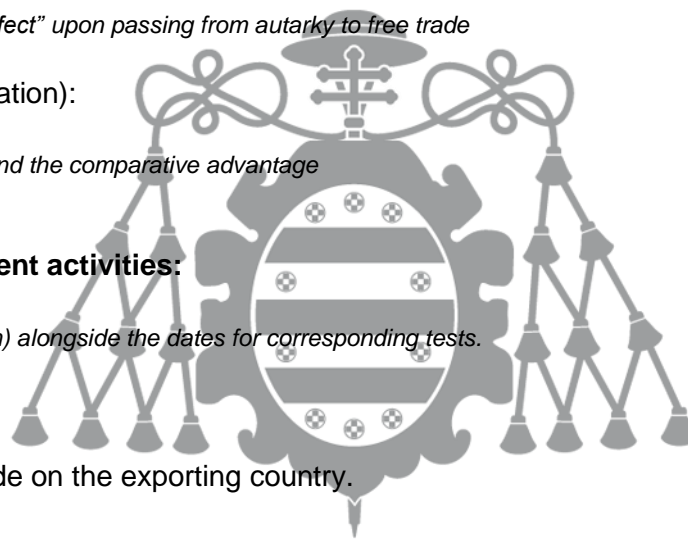 fect” upon passing from autarky to free trade
ation):
nd the comparative advantage
ent activities:
n) alongside the dates for corresponding tests.
de on the exporting country.